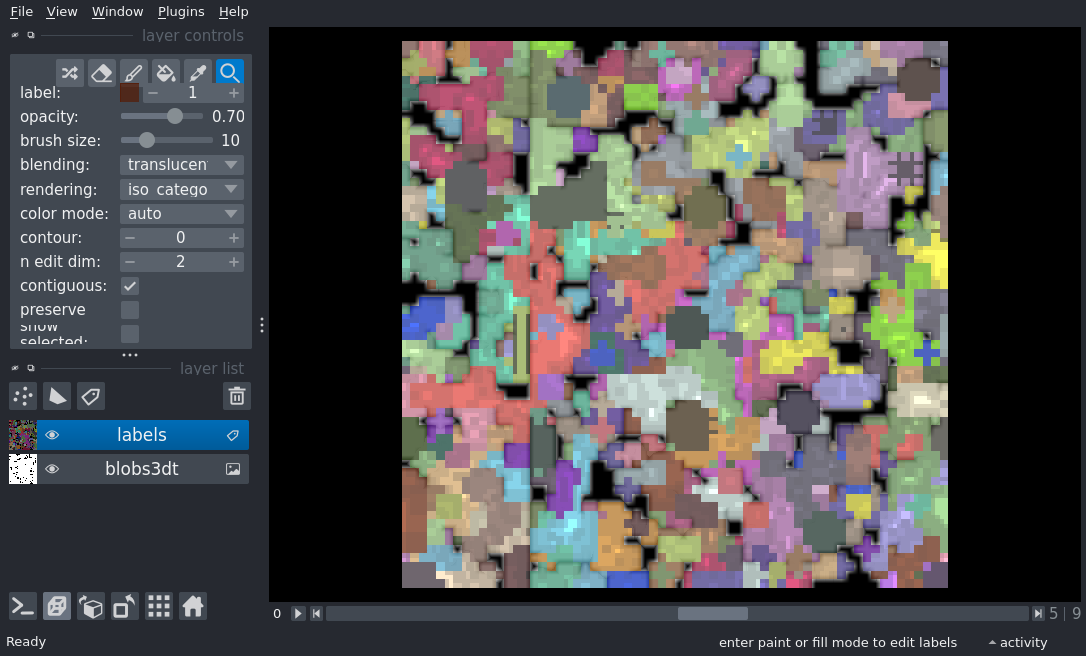 File View Window Plugins Help
layer controls
label: 1
opacity: 0.70
brush size: 10
blending: translucen
rendering: iso_catego
color mode: auto
contour: 0
n edit dim: 2
contiguous:
preserve
show
selected:
layer list
labels
blobs3dt
0 5 | 9
Ready enter paint or fill mode to edit labels activity